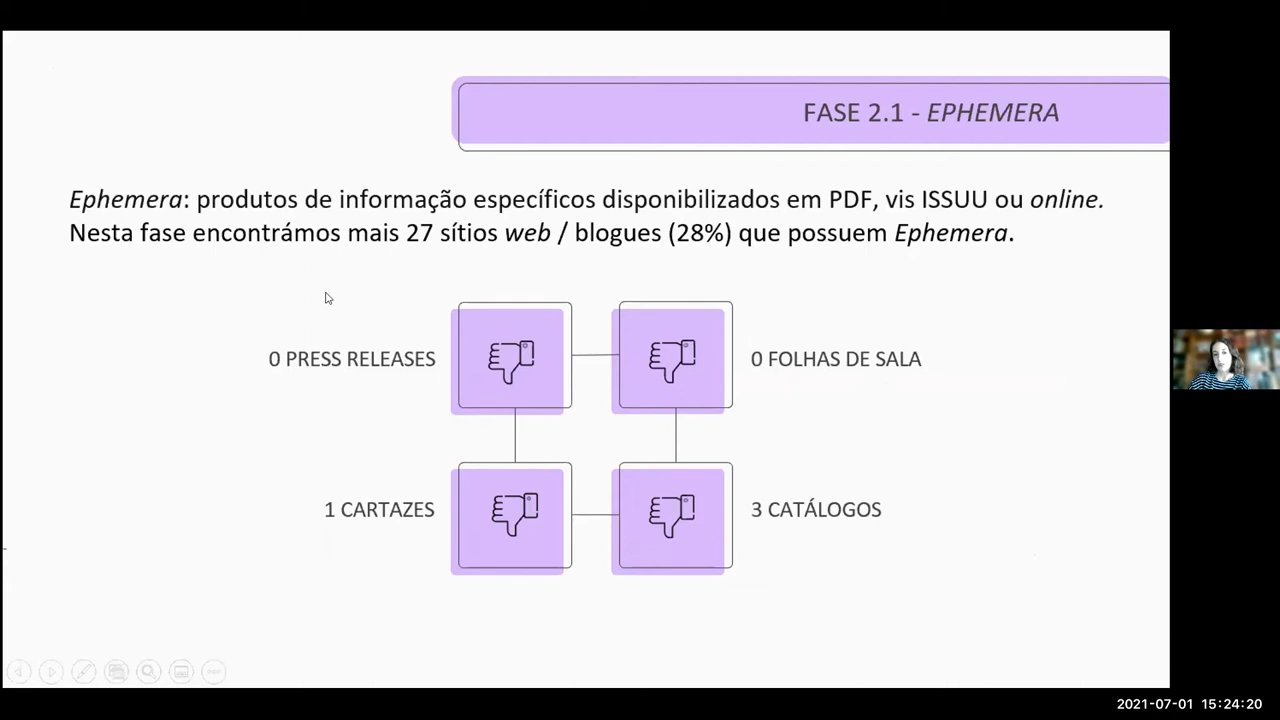 FASE 2.1 - EPHEMERA
Ephemera: produtos de informação específicos disponibilizados em PDF, vis ISSUU ou online.
Nesta fase encontrámos mais 27 sítios web / blogues (28%) que possuem Ephemera.
0 PRESS RELEASES
0 FOLHAS DE SALA
1 CARTAZES
3 CATÁLOGOS
2021-07-01 15:24:20